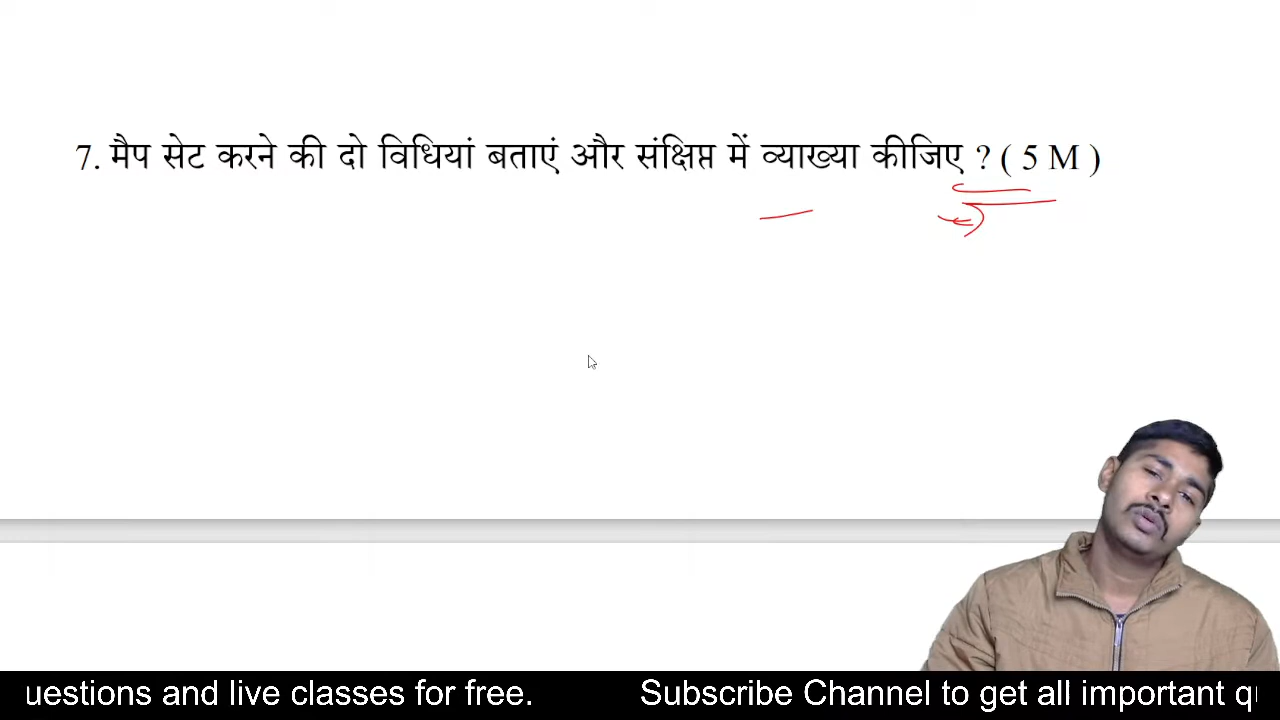 7. मैप सेट करने की दो विधियां बताएं और संक्षिप्त में व्याख्या कीजिए ? ( 5 M )
uestions and live classes for free. Subscribe Channel to get all important q